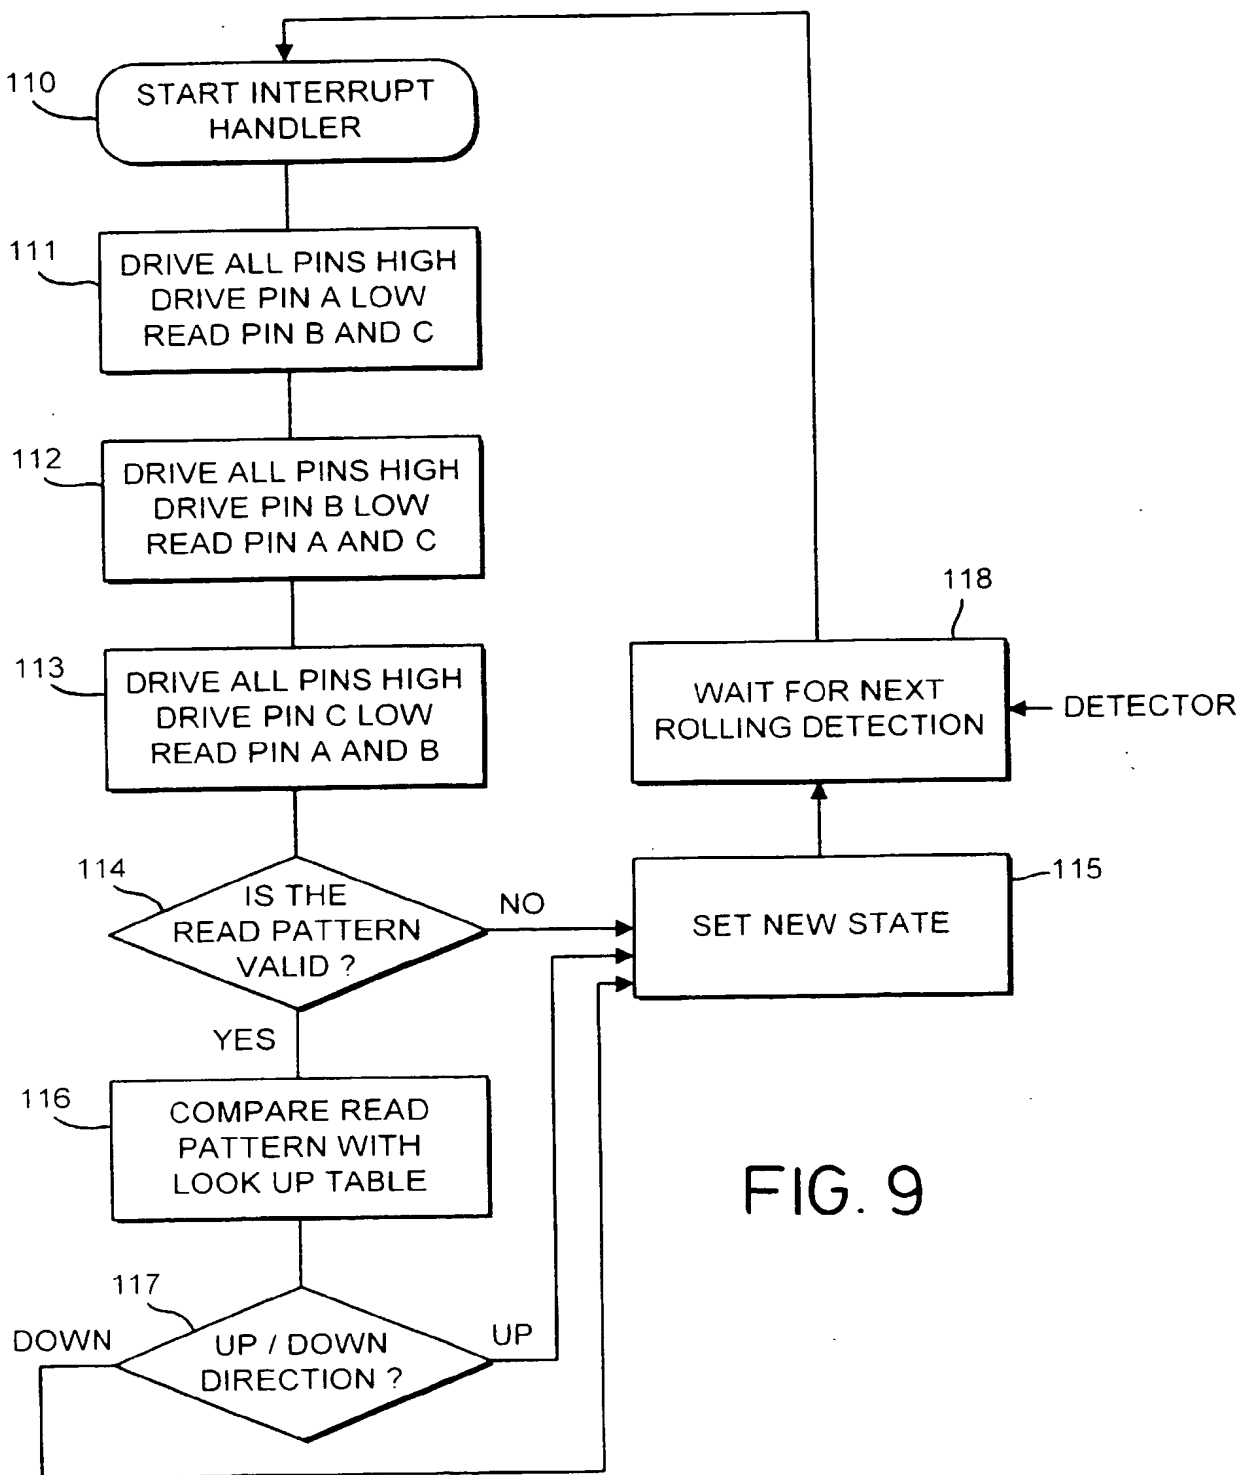 110
START INTERRUPT
HANDLER
111
DRIVE ALL PINS HIGH
DRIVE PIN A LOW
READ PIN B AND C
112
DRIVE ALL PINS HIGH
DRIVE PIN B LOW
READ PIN A AND C
113
DRIVE ALL PINS HIGH
DRIVE PIN C LOW
READ PIN A AND B
118
WAIT FOR NEXT
ROLLING DETECTION
DETECTOR
114
IS THE
READ PATTERN
VALID ?
NO
115
SET NEW STATE
YES
116
COMPARE READ
PATTERN WITH
LOOK UP TABLE
117
DOWN
UP / DOWN
DIRECTION ?
UP
FIG. 9